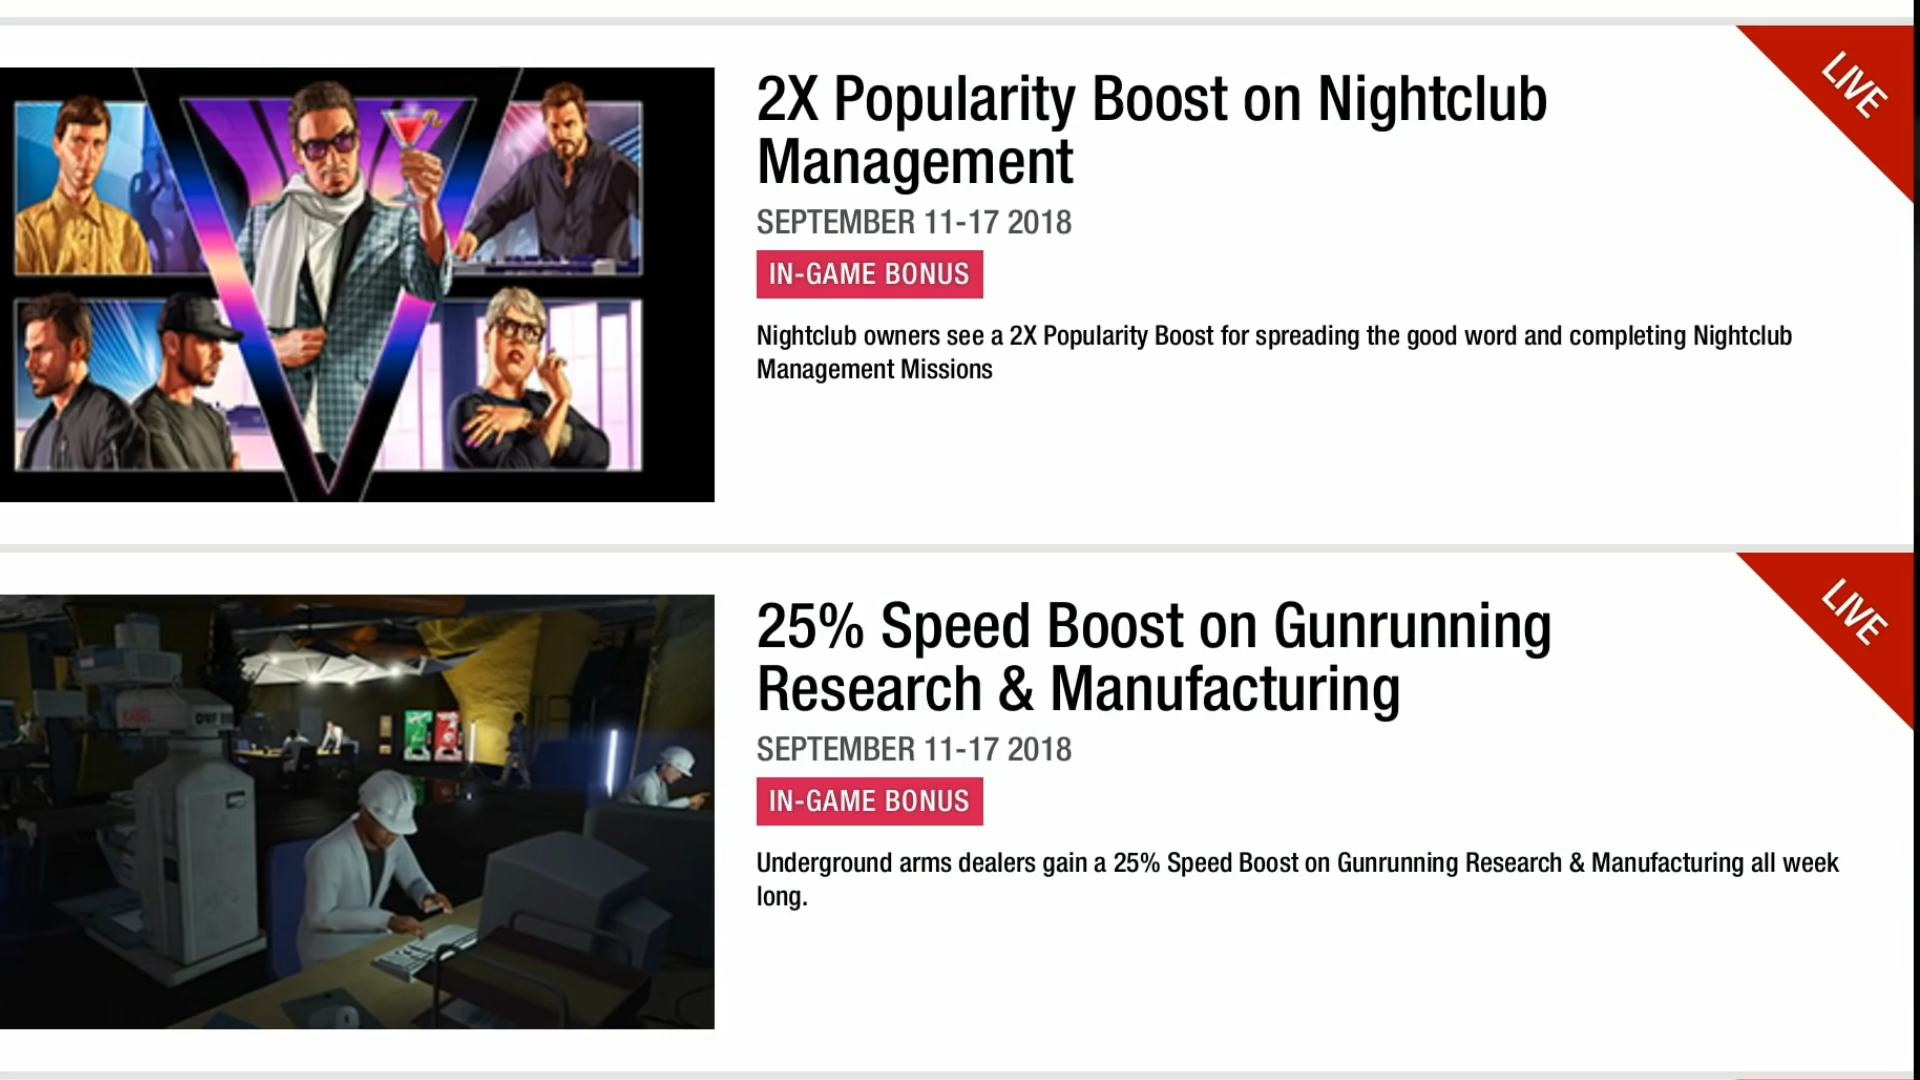 LIVE
2X Popularity Boost on Nightclub
Management
SEPTEMBER 11-17 2018
IN-GAME BONUS
Nightclub owners see a 2X Popularity Boost for spreading the good word and completing Nightclub
Management Missions
LIVE
25% Speed Boost on Gunrunning
Research & Manufacturing
SEPTEMBER 11-17 2018
IN-GAME BONUS
Underground arms dealers gain a 25% Speed Boost on Gunrunning Research & Manufacturing all week
long.
KABEL